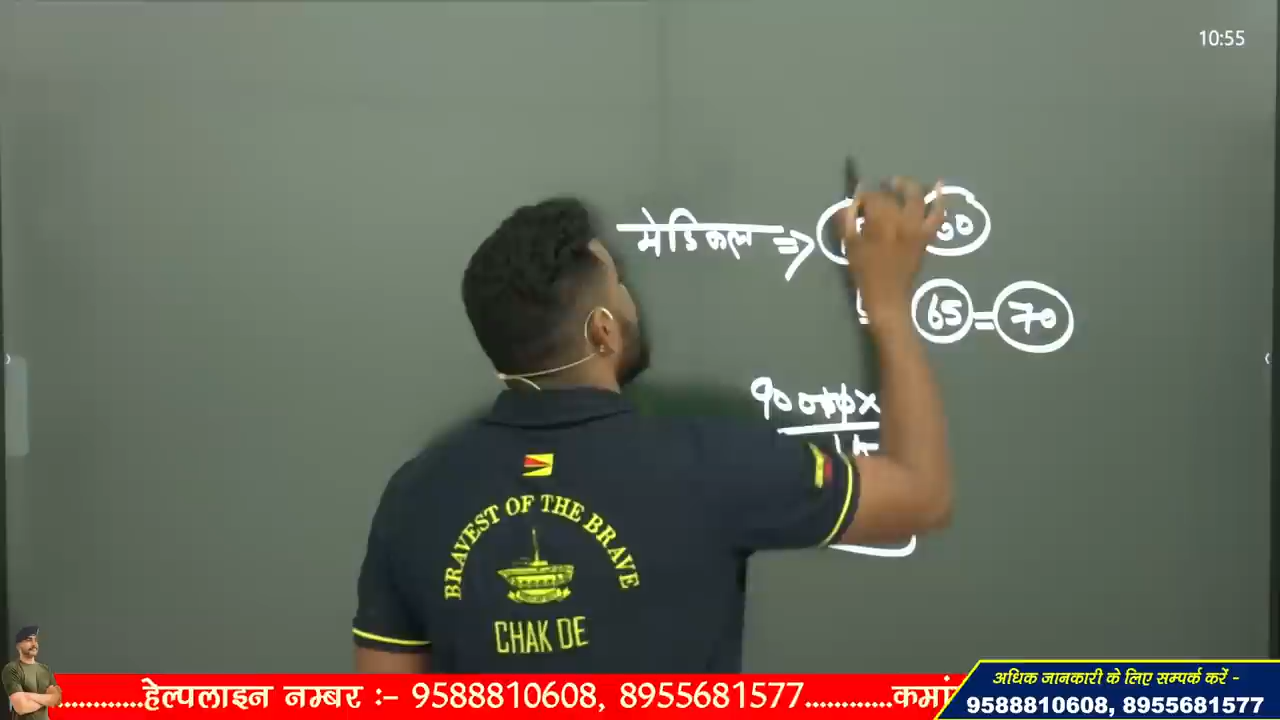 10:55
मेडिकल =>
65 = 70
BRAVEST OF THE BRAVE
CHAK DE
अधिक जानकारी के लिए सम्पर्क करें -
............हेल्पलाइन नम्बर :- 9588810608, 8955681577............कमां
9588810608, 8955681577